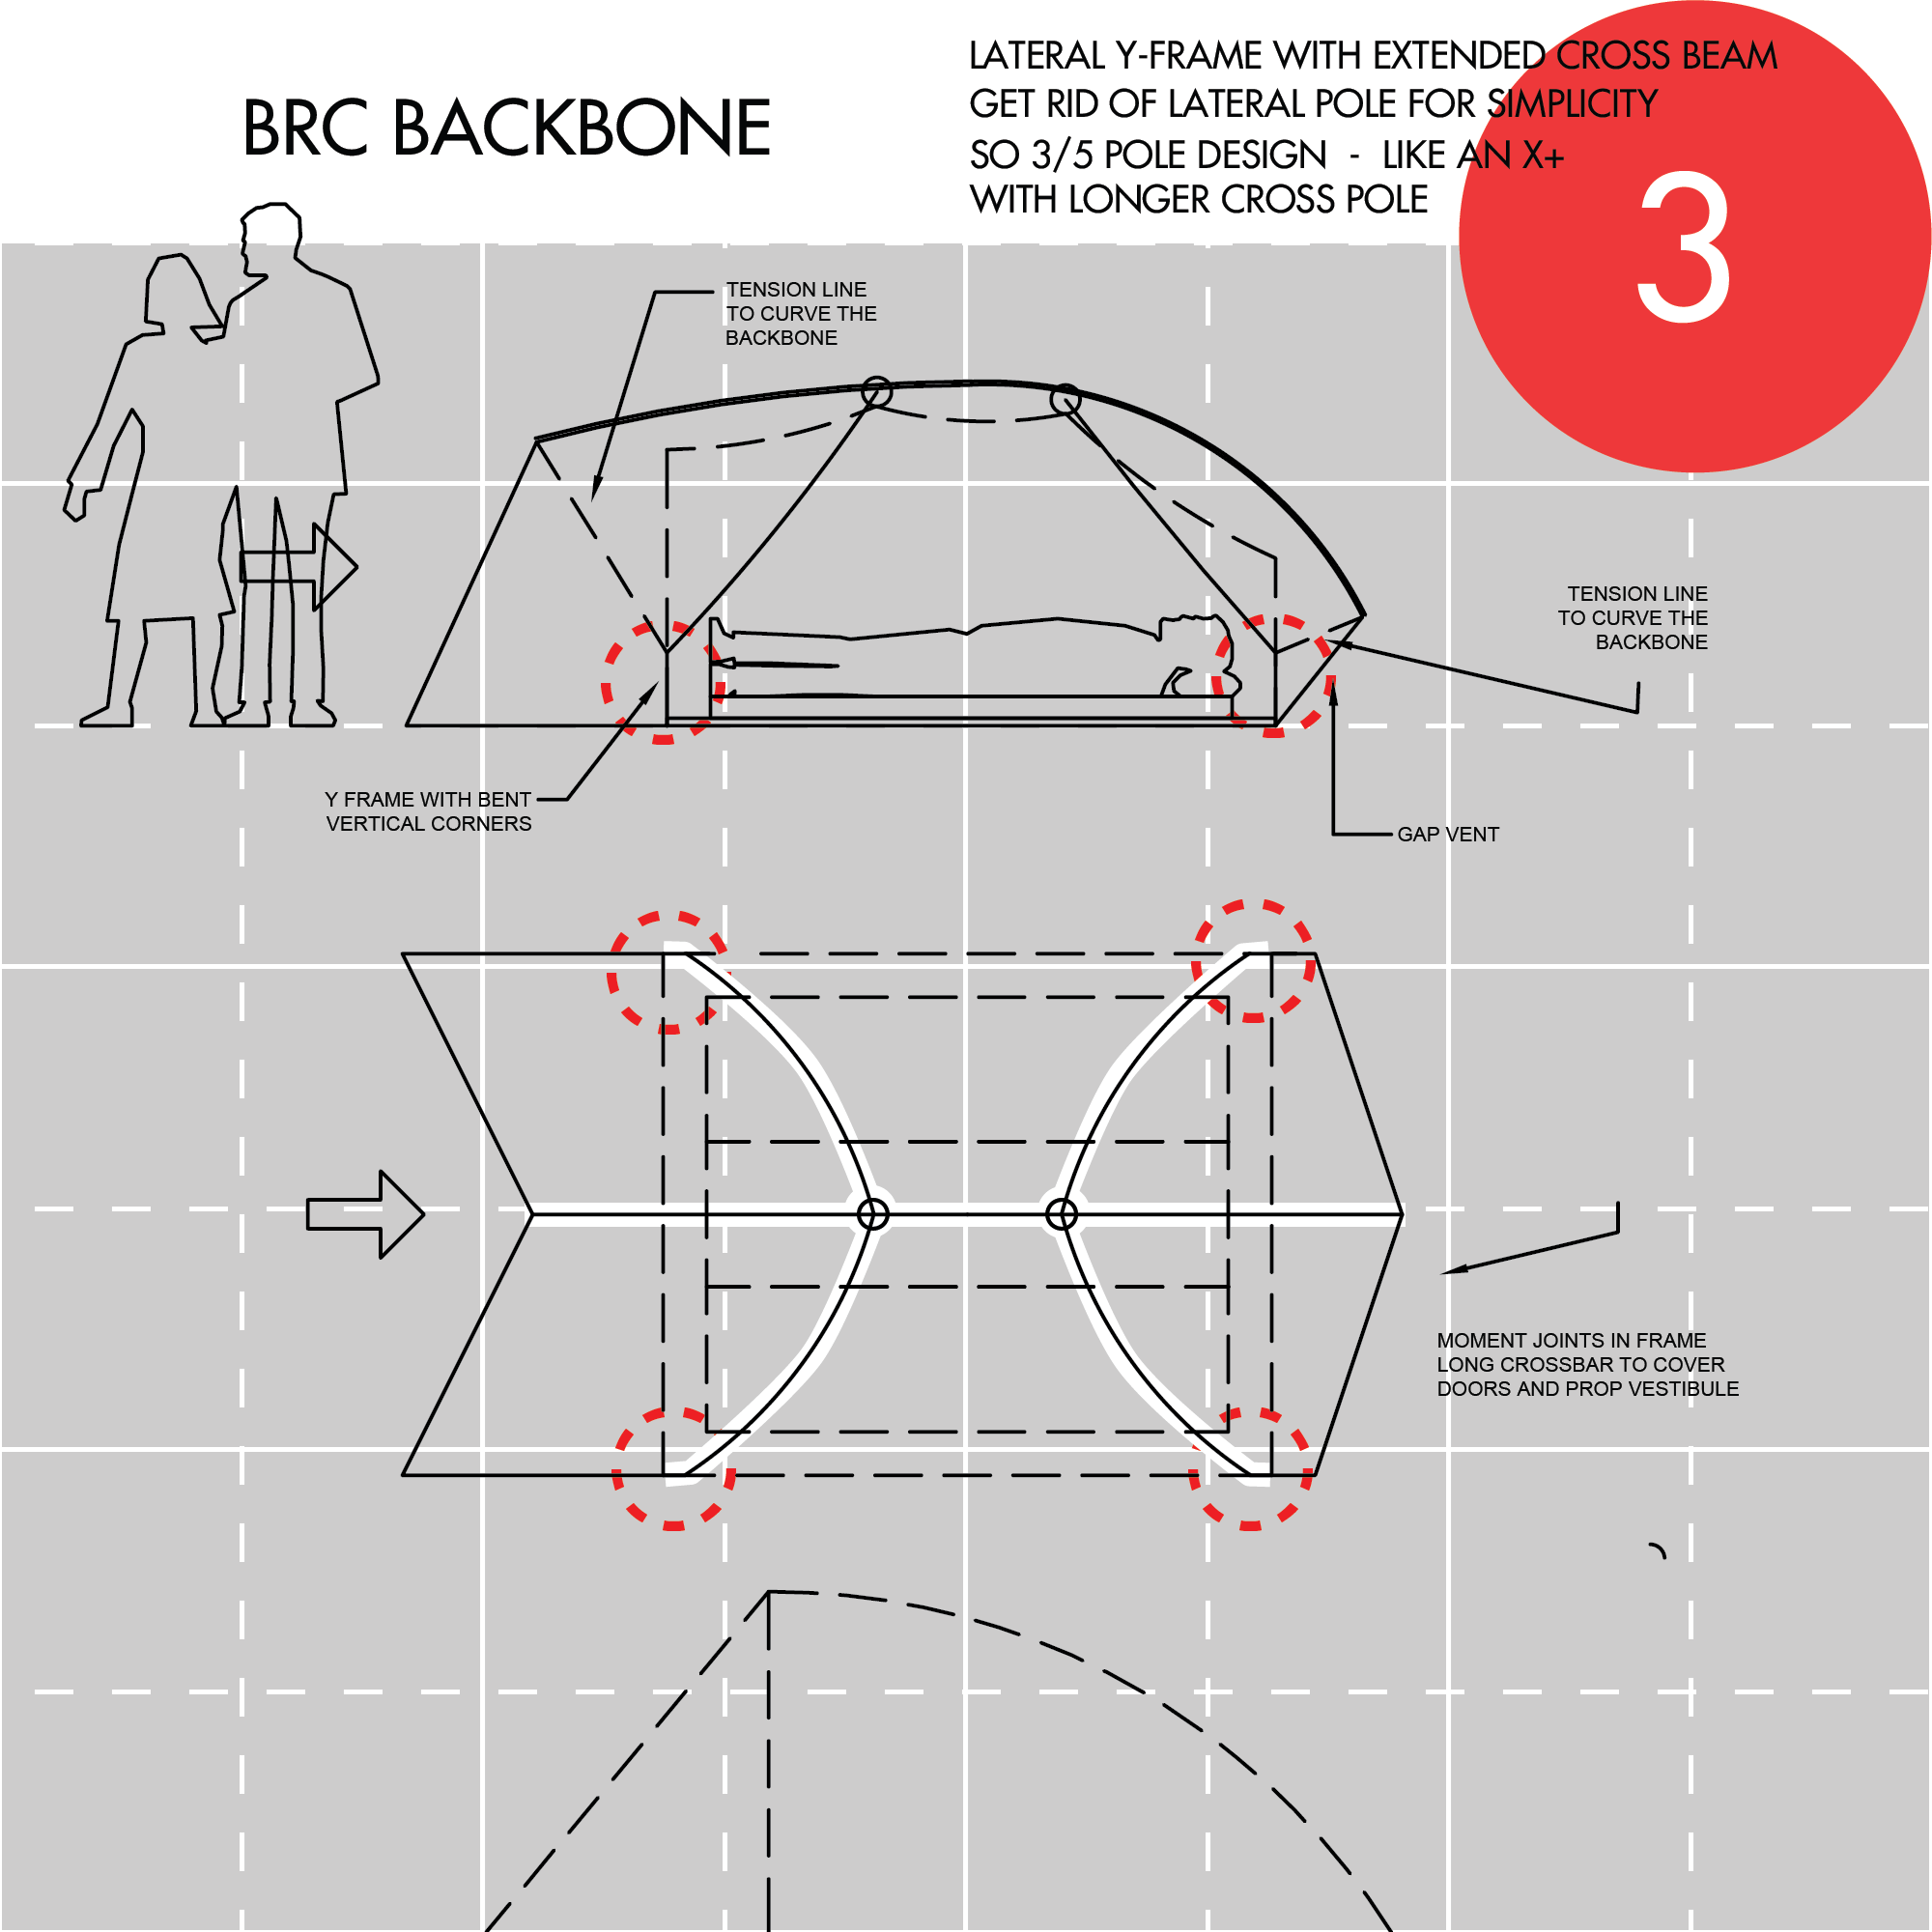 BRC BACKBONE
LATERAL Y-FRAME WITH EXTENDED CROSS BEAM
GET RID OF LATERAL POLE FOR SIMPLICITY
SO 3/5 POLE DESIGN - LIKE AN X+
WITH LONGER CROSS POLE
3
TENSION LINE
TO CURVE THE
BACKBONE
TENSION LINE
TO CURVE THE
BACKBONE
Y FRAME WITH BENT
VERTICAL CORNERS
GAP VENT
MOMENT JOINTS IN FRAME
LONG CROSSBAR TO COVER
DOORS AND PROP VESTIBULE